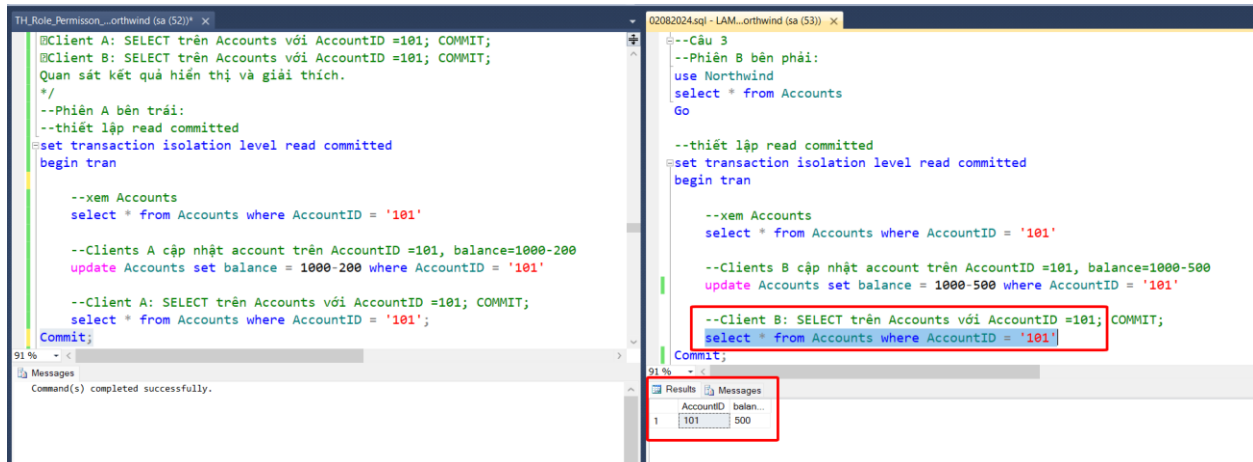 TH_Role_Permisson_...orthwind (sa (52))*
⍰Client A: SELECT trên Accounts với AccountID =101; COMMIT;
⍰Client B: SELECT trên Accounts với AccountID =101; COMMIT;
Quan sát kết quả hiển thị và giải thích.
*/
--Phiên A bên trái:
--thiết lập read committed
set transaction isolation level read committed
begin tran
--xem Accounts
select * from Accounts where AccountID = '101'
--Clients A cập nhật account trên AccountID =101, balance=1000-200
update Accounts set balance = 1000-200 where AccountID = '101'
--Client A: SELECT trên Accounts với AccountID =101; COMMIT;
select * from Accounts where AccountID = '101';
Commit;
91 %
Messages
Command(s) completed successfully.
02082024.sql - LAM...orthwind (sa (53))
--Câu 3
--Phiên B bên phải:
use Northwind
select * from Accounts
Go
--thiết lập read committed
set transaction isolation level read committed
begin tran
--xem Accounts
select * from Accounts where AccountID = '101'
--Clients B cập nhật account trên AccountID =101, balance=1000-500
update Accounts set balance = 1000-500 where AccountID = '101'
--Client B: SELECT trên Accounts với AccountID =101; COMMIT;
select * from Accounts where AccountID = '101'
Commit;
91 %
Results Messages
AccountID balan...
1 101 500